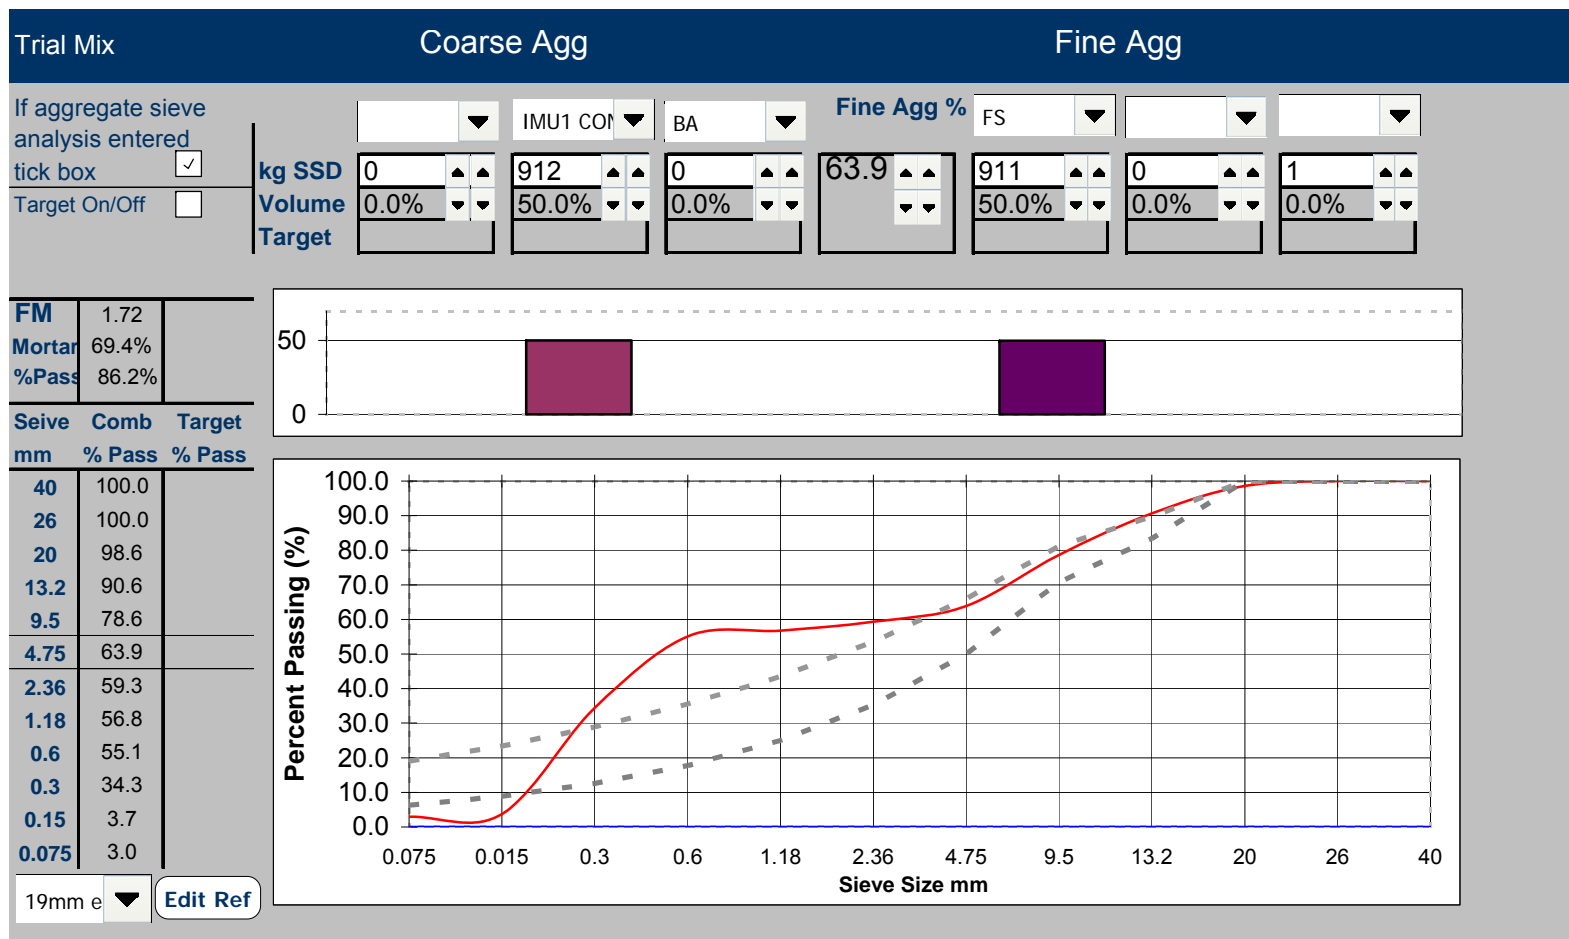 Trial Mix Coarse Agg Fine Agg
If aggregate sieve
analysis entered
tick box
Target On/Off
IMU1 CON BA Fine Agg % FS
kg SSD 0 912 0 63.9 911 0 1
Volume 0.0% 50.0% 0.0% 50.0% 0.0% 0.0%
Target
FM 1.72
Mortar 69.4%
%Pass 86.2%
Seive Comb Target
mm % Pass % Pass
40 100.0
26 100.0
20 98.6
13.2 90.6
9.5 78.6
4.75 63.9
2.36 59.3
1.18 56.8
0.6 55.1
0.3 34.3
0.15 3.7
0.075 3.0
19mm e Edit Ref
50
0
Percent Passing (%)
100.0
90.0
80.0
70.0
60.0
50.0
40.0
30.0
20.0
10.0
0.0
0.075 0.015 0.3 0.6 1.18 2.36 4.75 9.5 13.2 20 26 40
Sieve Size mm